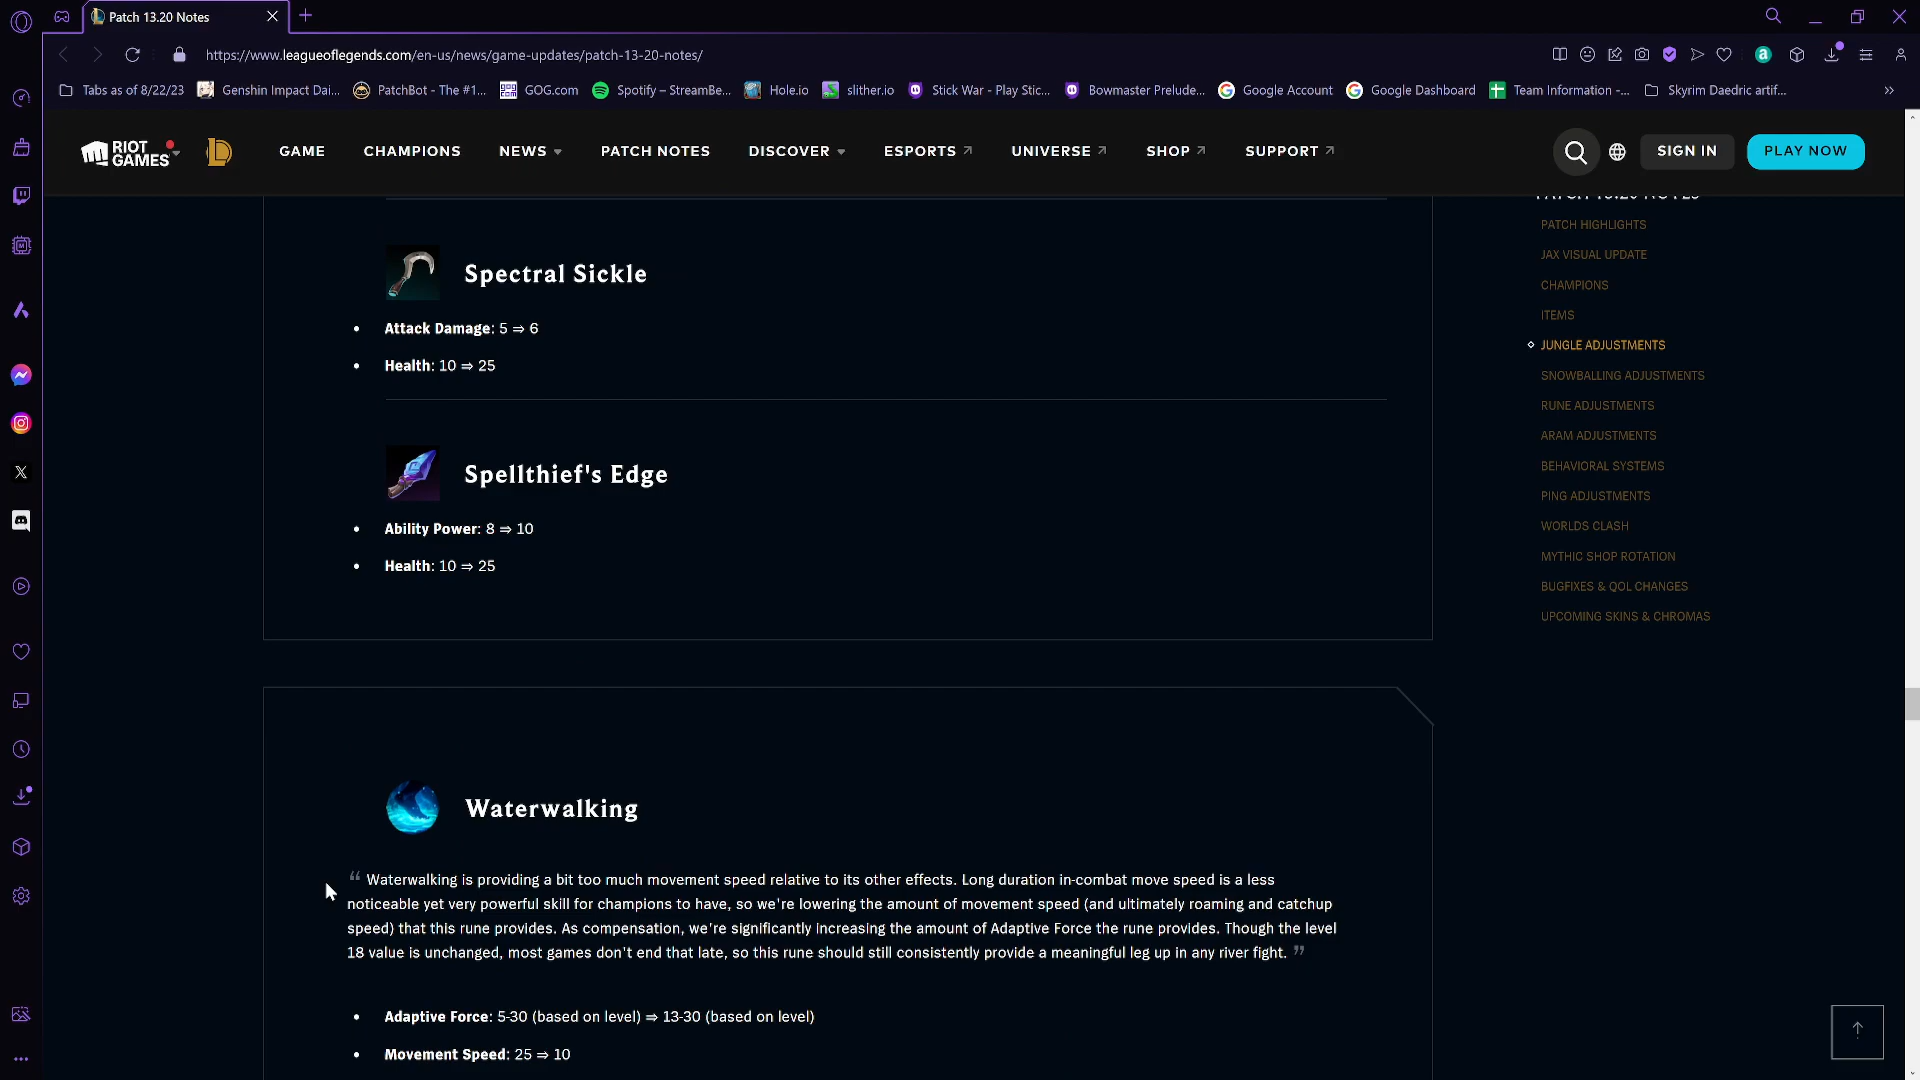 Patch 13.20 Notes
https://www.leagueoflegends.com/en-us/news/game-updates/patch-13-20-notes/
Tabs as of 8/22/23 Genshin Impact Dai... PatchBot - The #1... GOG.com Spotify – StreamBe... Hole.io slither.io Stick War - Play Stic... Bowmaster Prelude... Google Account Google Dashboard Team Information -... Skyrim Daedric artif... »
RIOT GAMES GAME CHAMPIONS NEWS PATCH NOTES DISCOVER ESPORTS UNIVERSE SHOP SUPPORT SIGN IN PLAY NOW
PATCH 13.20 NOTES
PATCH HIGHLIGHTS
JAX VISUAL UPDATE
CHAMPIONS
ITEMS
JUNGLE ADJUSTMENTS
SNOWBALLING ADJUSTMENTS
RUNE ADJUSTMENTS
ARAM ADJUSTMENTS
BEHAVIORAL SYSTEMS
PING ADJUSTMENTS
WORLDS CLASH
MYTHIC SHOP ROTATION
BUGFIXES & QOL CHANGES
UPCOMING SKINS & CHROMAS
Spectral Sickle
• Attack Damage: 5 ⇒ 6
• Health: 10 ⇒ 25
Spellthief's Edge
• Ability Power: 8 ⇒ 10
• Health: 10 ⇒ 25
Waterwalking
“ Waterwalking is providing a bit too much movement speed relative to its other effects. Long duration in-combat move speed is a less
noticeable yet very powerful skill for champions to have, so we're lowering the amount of movement speed (and ultimately roaming and catchup
speed) that this rune provides. As compensation, we're significantly increasing the amount of Adaptive Force the rune provides. Though the level
18 value is unchanged, most games don't end that late, so this rune should still consistently provide a meaningful leg up in any river fight. ”
• Adaptive Force: 5-30 (based on level) ⇒ 13-30 (based on level)
• Movement Speed: 25 ⇒ 10